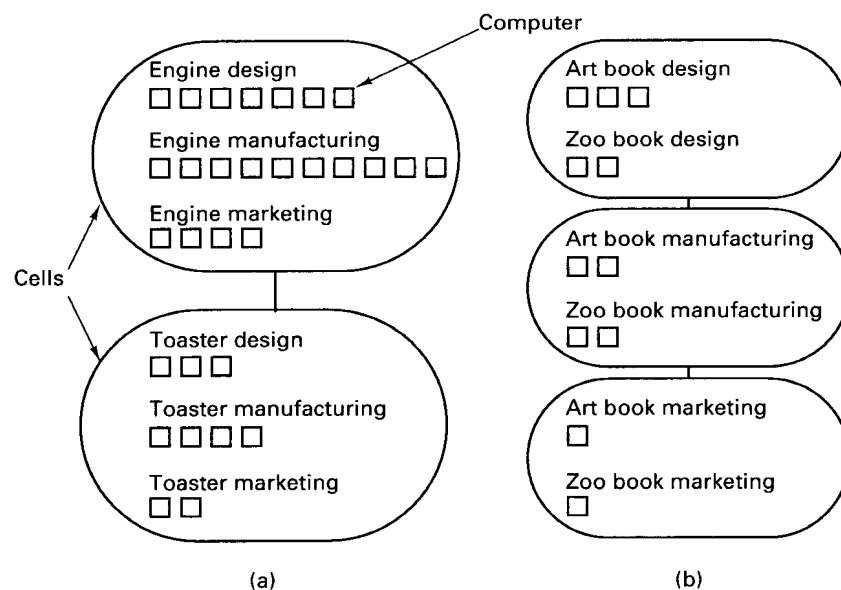 Computer
Engine design
Engine manufacturing
Engine marketing
Cells
Toaster design
Toaster manufacturing
Toaster marketing
(a)
Art book design
Zoo book design
Art book manufacturing
Zoo book manufacturing
Art book marketing
Zoo book marketing
(b)